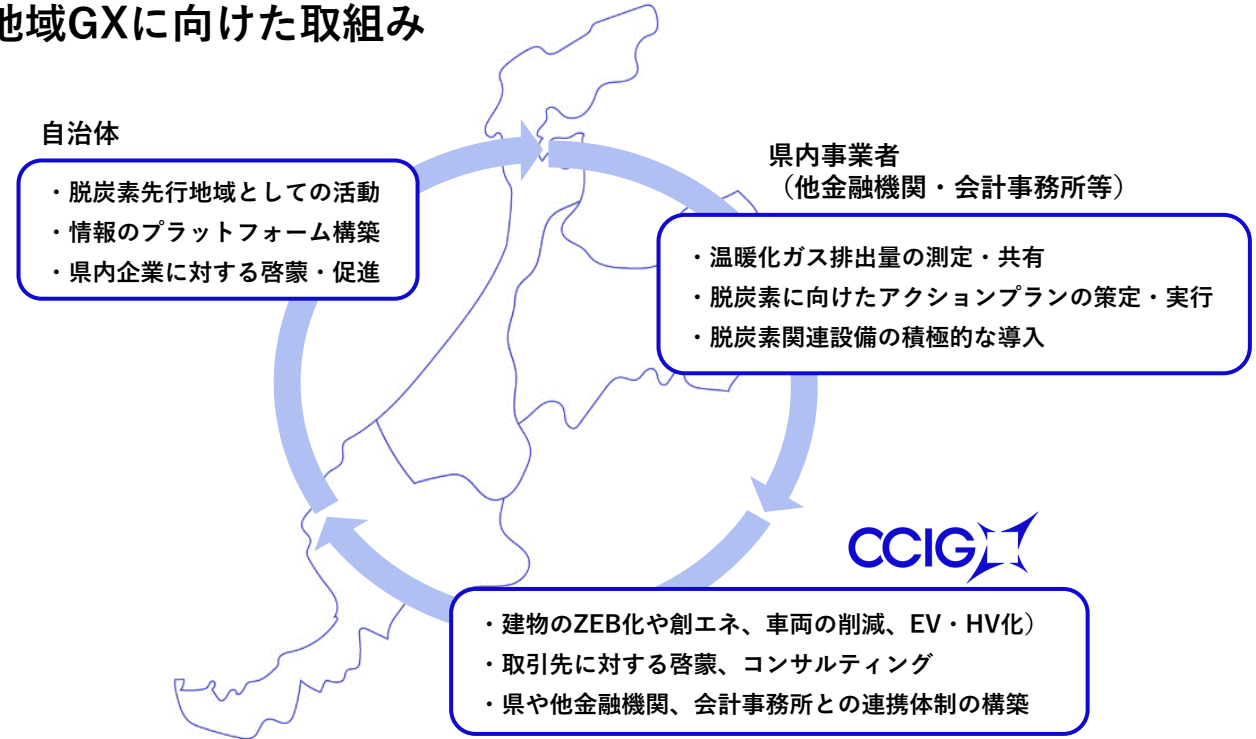 地域GXに向けた取組み
自治体
・脱炭素先行地域としての活動
・情報のプラットフォーム構築
・県内企業に対する啓蒙・促進
県内事業者
（他金融機関・会計事務所等）
・温暖化ガス排出量の測定・共有
・脱炭素に向けたアクションプランの策定・実行
・脱炭素関連設備の積極的な導入
CCIG
・建物のZEB化や創エネ、車両の削減、EV・HV化）
・取引先に対する啓蒙、コンサルティング
・県や他金融機関、会計事務所との連携体制の構築